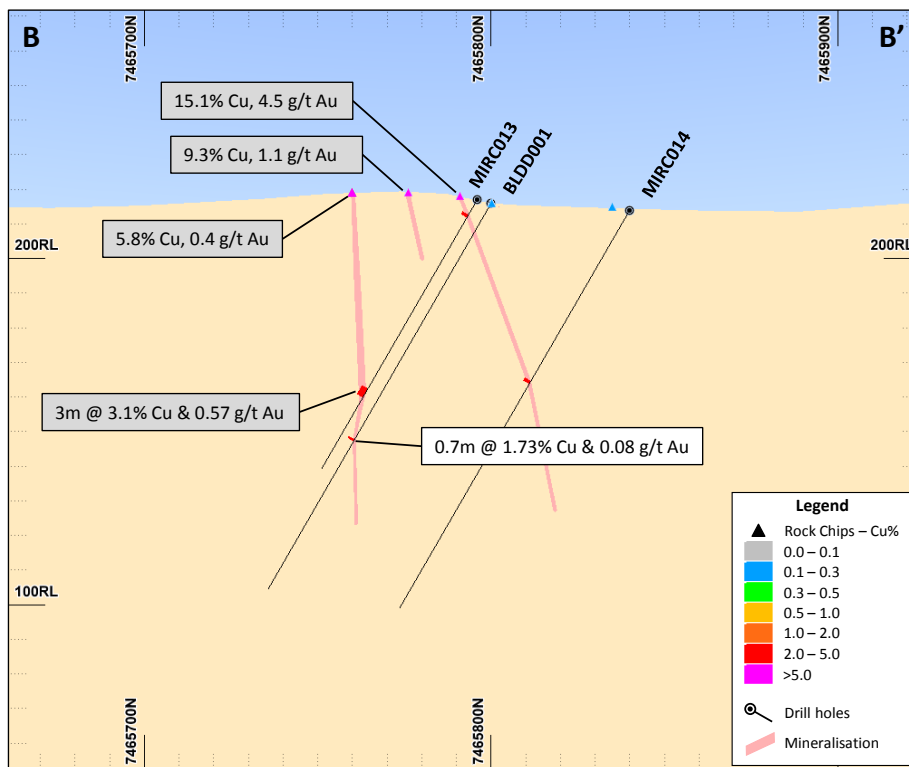 B
7465700N
7465800N
7465900N
B’
15.1% Cu, 4.5 g/t Au
9.3% Cu, 1.1 g/t Au
MIRC013
BLDD001
MIRC014
5.8% Cu, 0.4 g/t Au
200RL
200RL
3m @ 3.1% Cu & 0.57 g/t Au
0.7m @ 1.73% Cu & 0.08 g/t Au
100RL
Legend
Rock Chips – Cu%
0.0 – 0.1
0.1 – 0.3
0.3 – 0.5
0.5 – 1.0
1.0 – 2.0
2.0 – 5.0
>5.0
Drill holes
Mineralisation
7465700N
7465800N